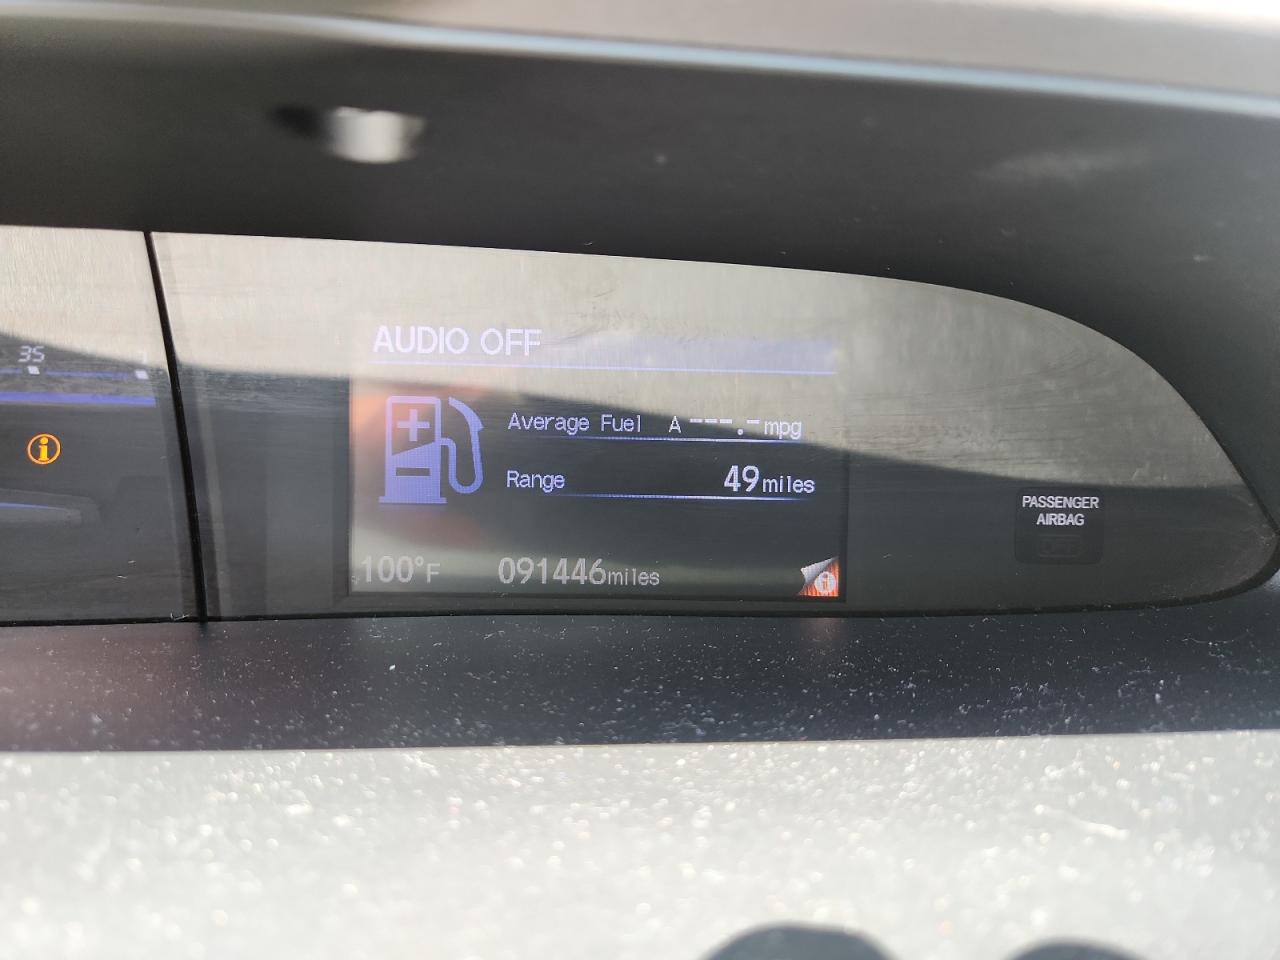 35
AUDIO OFF
Average Fuel A ---.- mpg
Range 49 miles
100°F 091446 miles
PASSENGER
AIRBAG